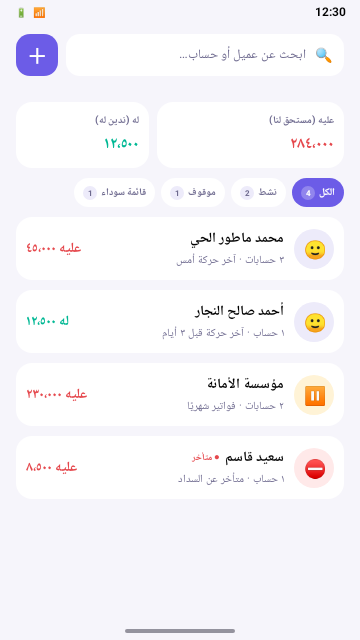 12:30
ابحث عن عميل أو حساب...
عليه (مستحق لنا)
٢٨٤،٠٠٠
له (ندين له)
١٢،٥٠٠
الكل 4
نشط 2
موقوف 1
قائمة سوداء 1
محمد ماطور الحي
٣ حسابات · آخر حركة أمس
عليه ٤٥،٠٠٠
أحمد صالح النجار
١ حساب · آخر حركة قبل ٣ أيام
له ١٢،٥٠٠
مؤسسة الأمانة
٢ حسابات · فواتير شهريًا
عليه ٢٣٠،٠٠٠
سعيد قاسم ● متأخر
١ حساب · متأخر عن السداد
عليه ٨،٥٠٠